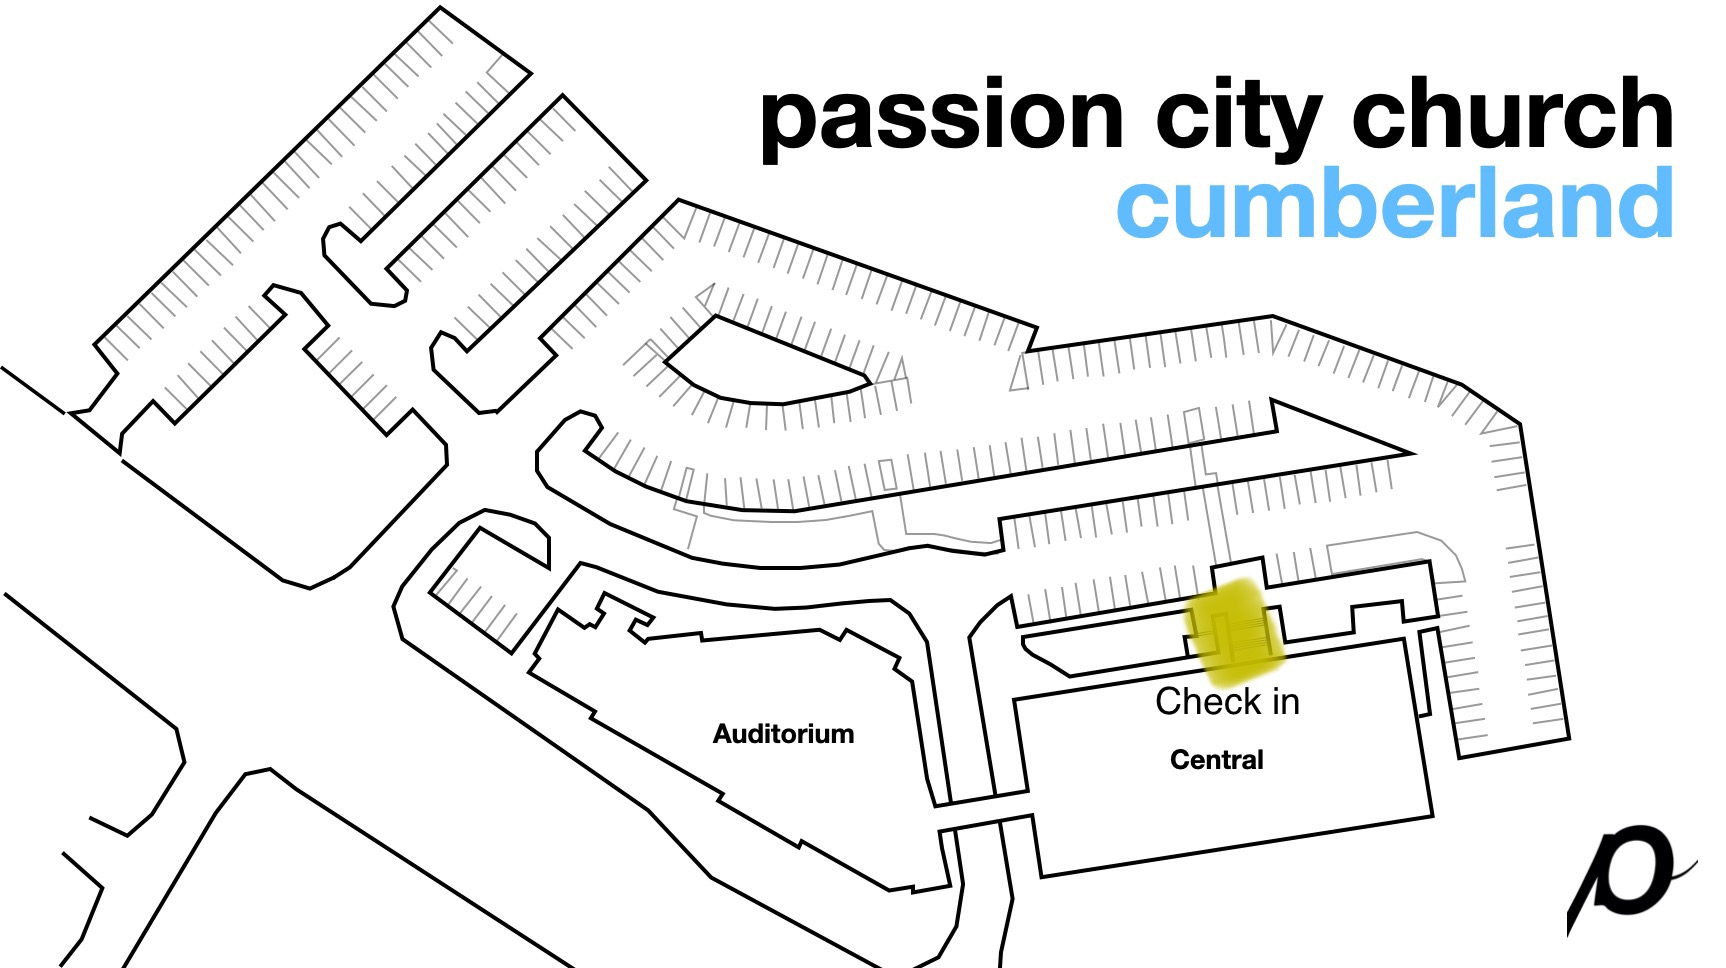 passion city church
cumberland
Check in
Auditorium
Central